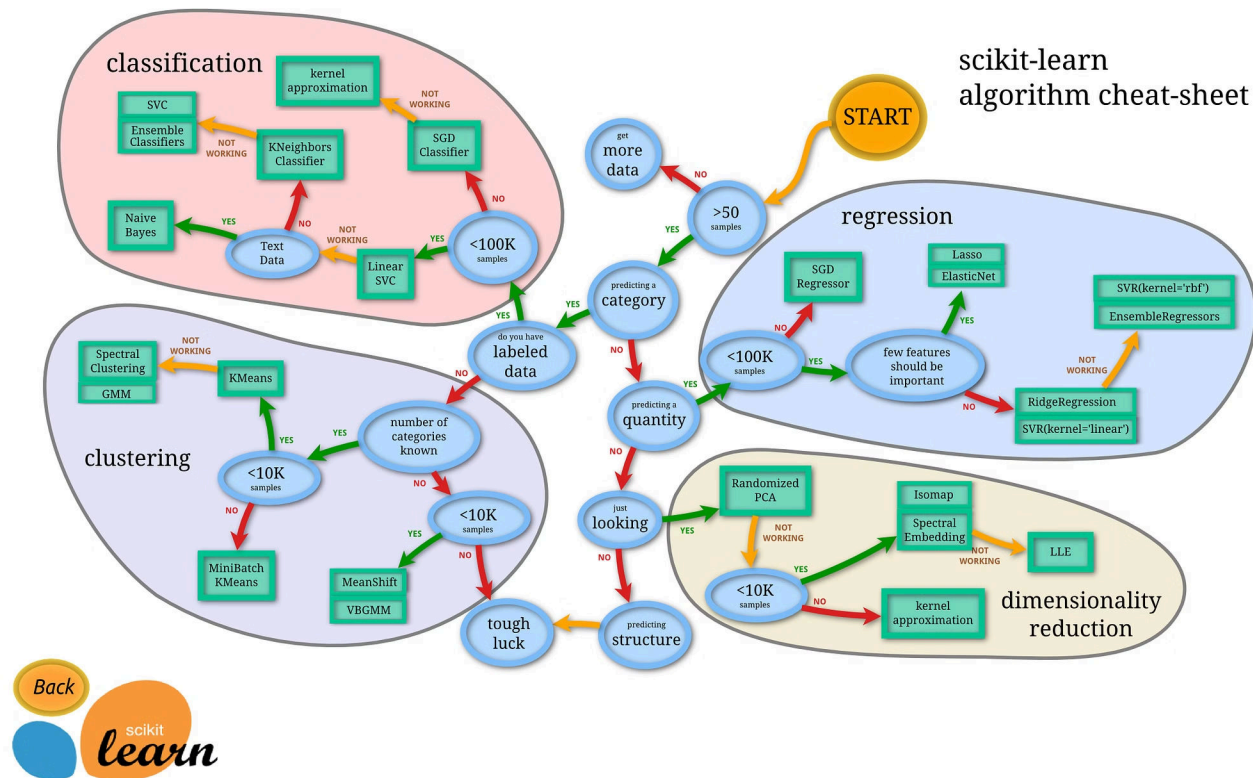 scikit-learn
algorithm cheat-sheet
START
get
more
data
NO
>50
samples
YES
predicting a
category
YES
NO
do you have
labeled
data
YES
NO
predicting a
quantity
YES
NO
just
looking
YES
NO
predicting
structure
tough
luck
classification
kernel
approximation
NOT
WORKING
SGD
Classifier
NO
<100K
samples
YES
Linear
SVC
NOT
WORKING
Text
Data
YES
Naive
Bayes
NO
KNeighbors
Classifier
NOT
WORKING
SVC
Ensemble
Classifiers
regression
SGD
Regressor
NO
<100K
samples
YES
few features
should be
important
YES
Lasso
ElasticNet
NO
RidgeRegression
SVR(kernel='linear')
NOT
WORKING
SVR(kernel='rbf')
EnsembleRegressors
clustering
number of
categories
known
YES
NO
<10K
samples
YES
KMeans
NOT
WORKING
Spectral
Clustering
GMM
NO
MiniBatch
KMeans
<10K
samples
YES
MeanShift
VBGMM
NO
dimensionality
reduction
Randomized
PCA
NOT
WORKING
<10K
samples
YES
Isomap
Spectral
Embedding
NOT
WORKING
LLE
NO
kernel
approximation
Back
scikit
learn